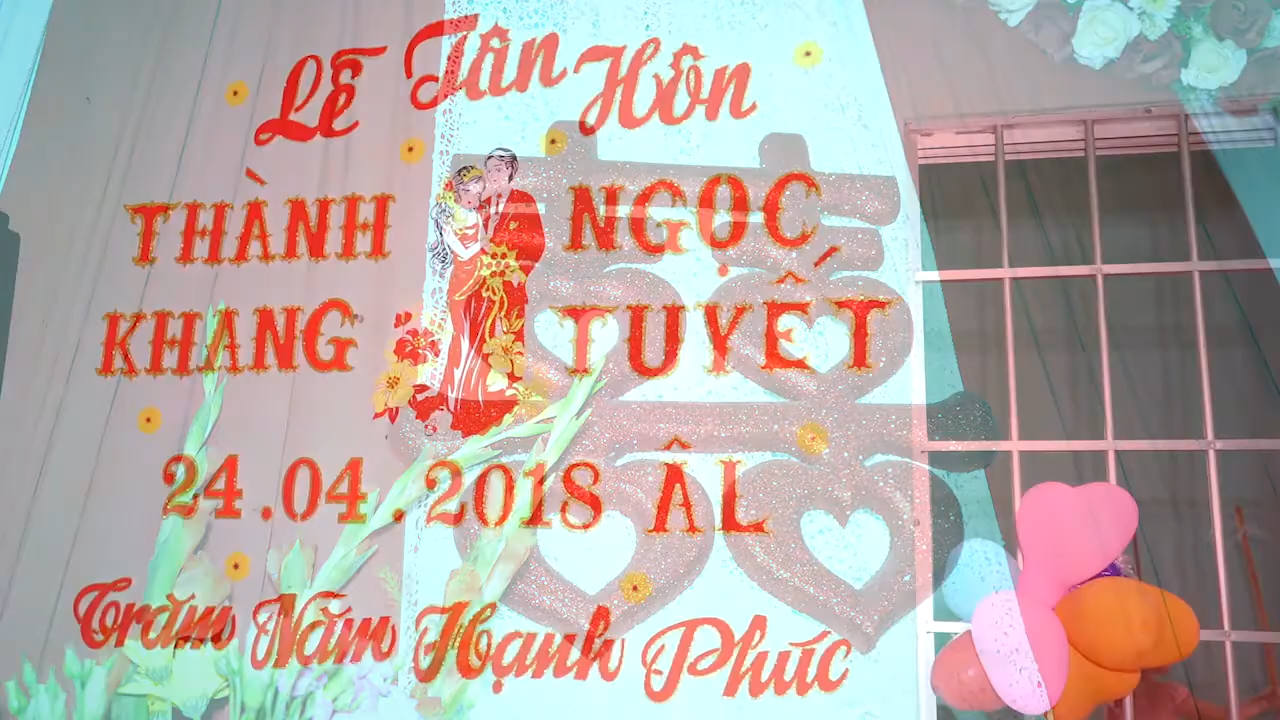 Lễ Tân Hôn
THÀNH NGỌC
KHANG TUYẾT
24.04.2018 ÂL
Trăm Năm Hạnh Phúc